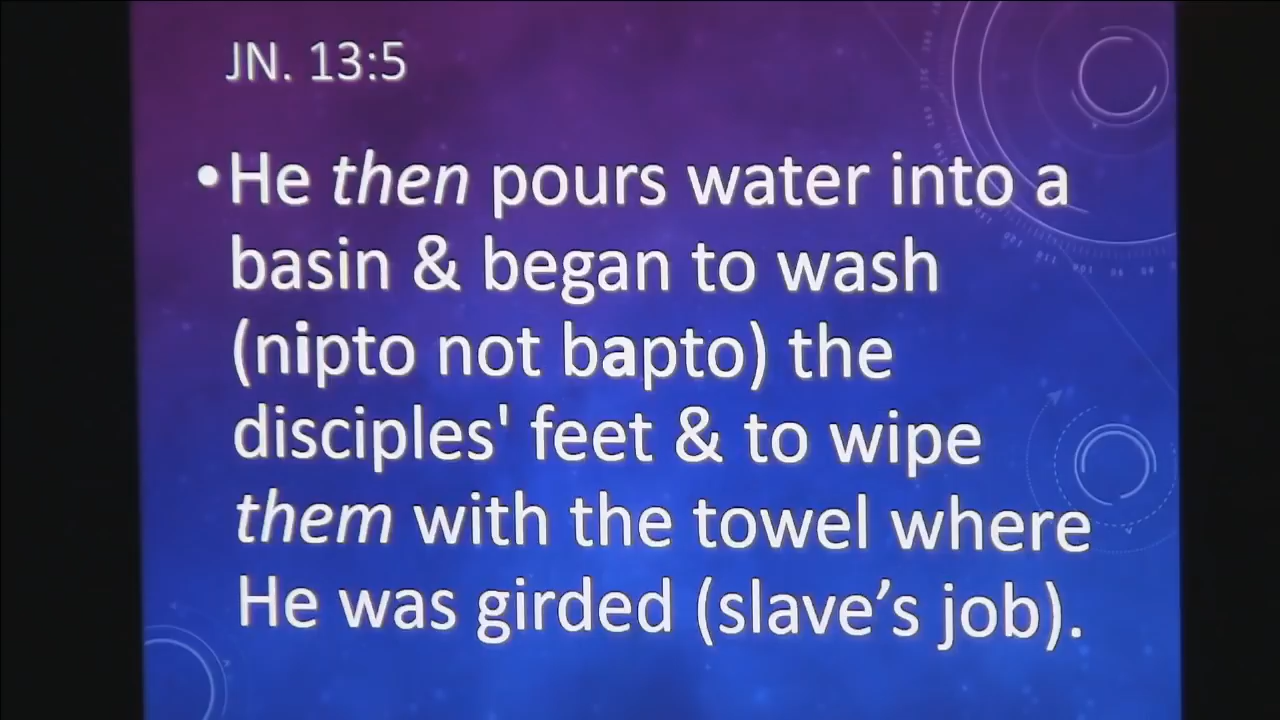 JN. 13:5
•He then pours water into a
basin & began to wash
(nipto not bapto) the
disciples' feet & to wipe
them with the towel where
He was girded (slave’s job).